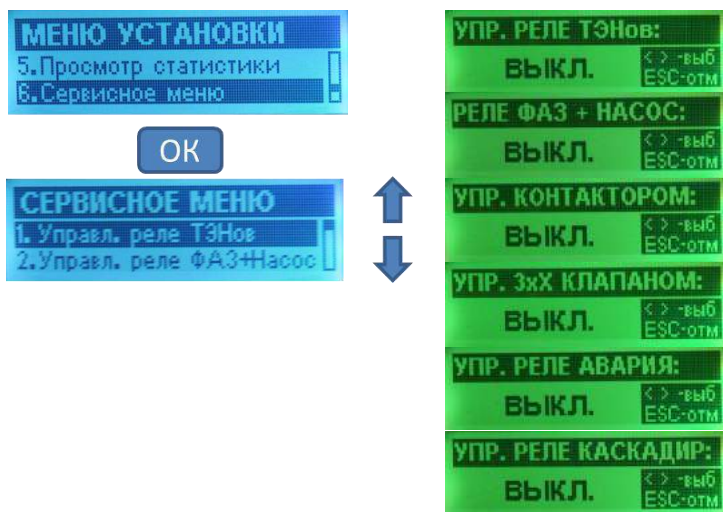 МЕНЮ УСТАНОВКИ
5.Просмотр статистики
6.Сервисное меню
ОК
СЕРВИСНОЕ МЕНЮ
1. Управл. реле ТЭНов
2.Управл. реле ФАЗ+Насос
УПР. РЕЛЕ ТЭНов:
ВЫКЛ.
< > -выб
ESC-отм
РЕЛЕ ФАЗ + НАСОС:
ВЫКЛ.
< > -выб
ESC-отм
УПР. КОНТАКТОРОМ:
ВЫКЛ.
< > -выб
ESC-отм
УПР. 3хХ КЛАПАНОМ:
ВЫКЛ.
< > -выб
ESC-отм
УПР. РЕЛЕ АВАРИЯ:
ВЫКЛ.
< > -выб
ESC-отм
УПР. РЕЛЕ КАСКАДИР:
ВЫКЛ.
< > -выб
ESC-отм